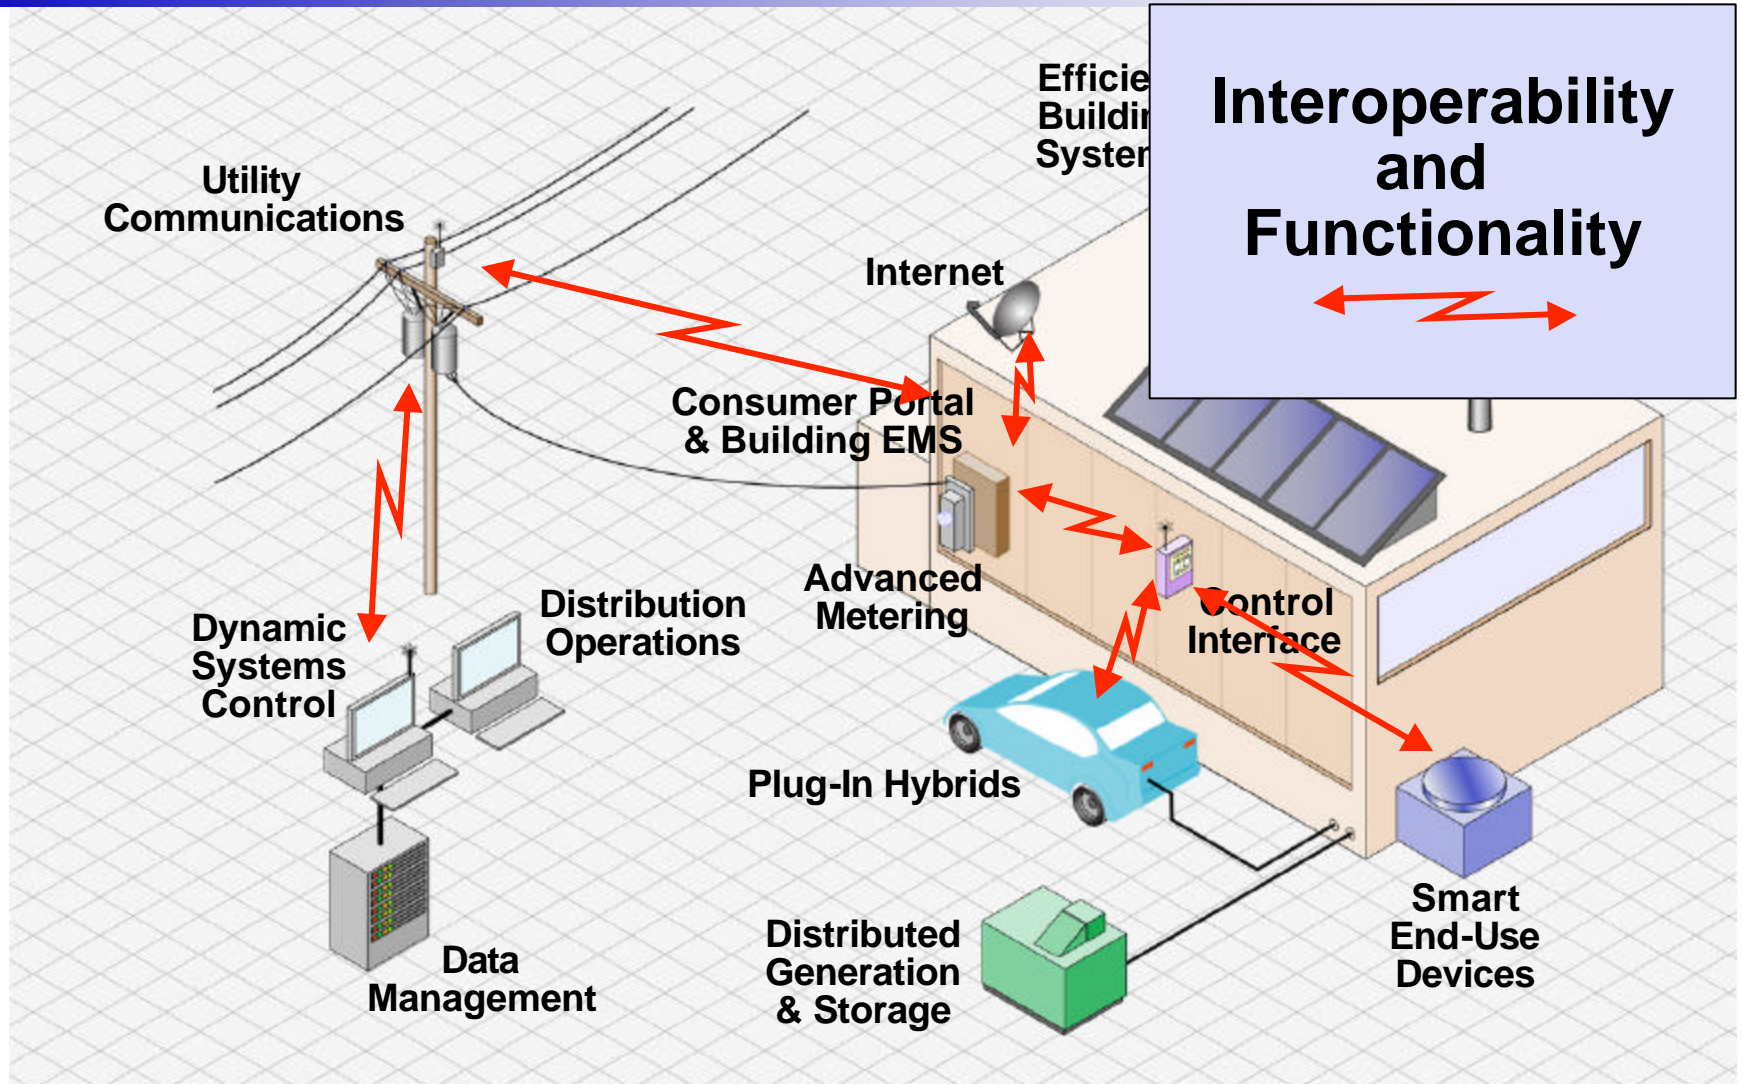 Interoperability
and
Functionality
Utility
Communications
Internet
Consumer Portal
& Building EMS
Advanced
Metering
Control
Interface
Dynamic
Systems
Control
Distribution
Operations
Plug-In Hybrids
Data
Management
Distributed
Generation
& Storage
Smart
End-Use
Devices